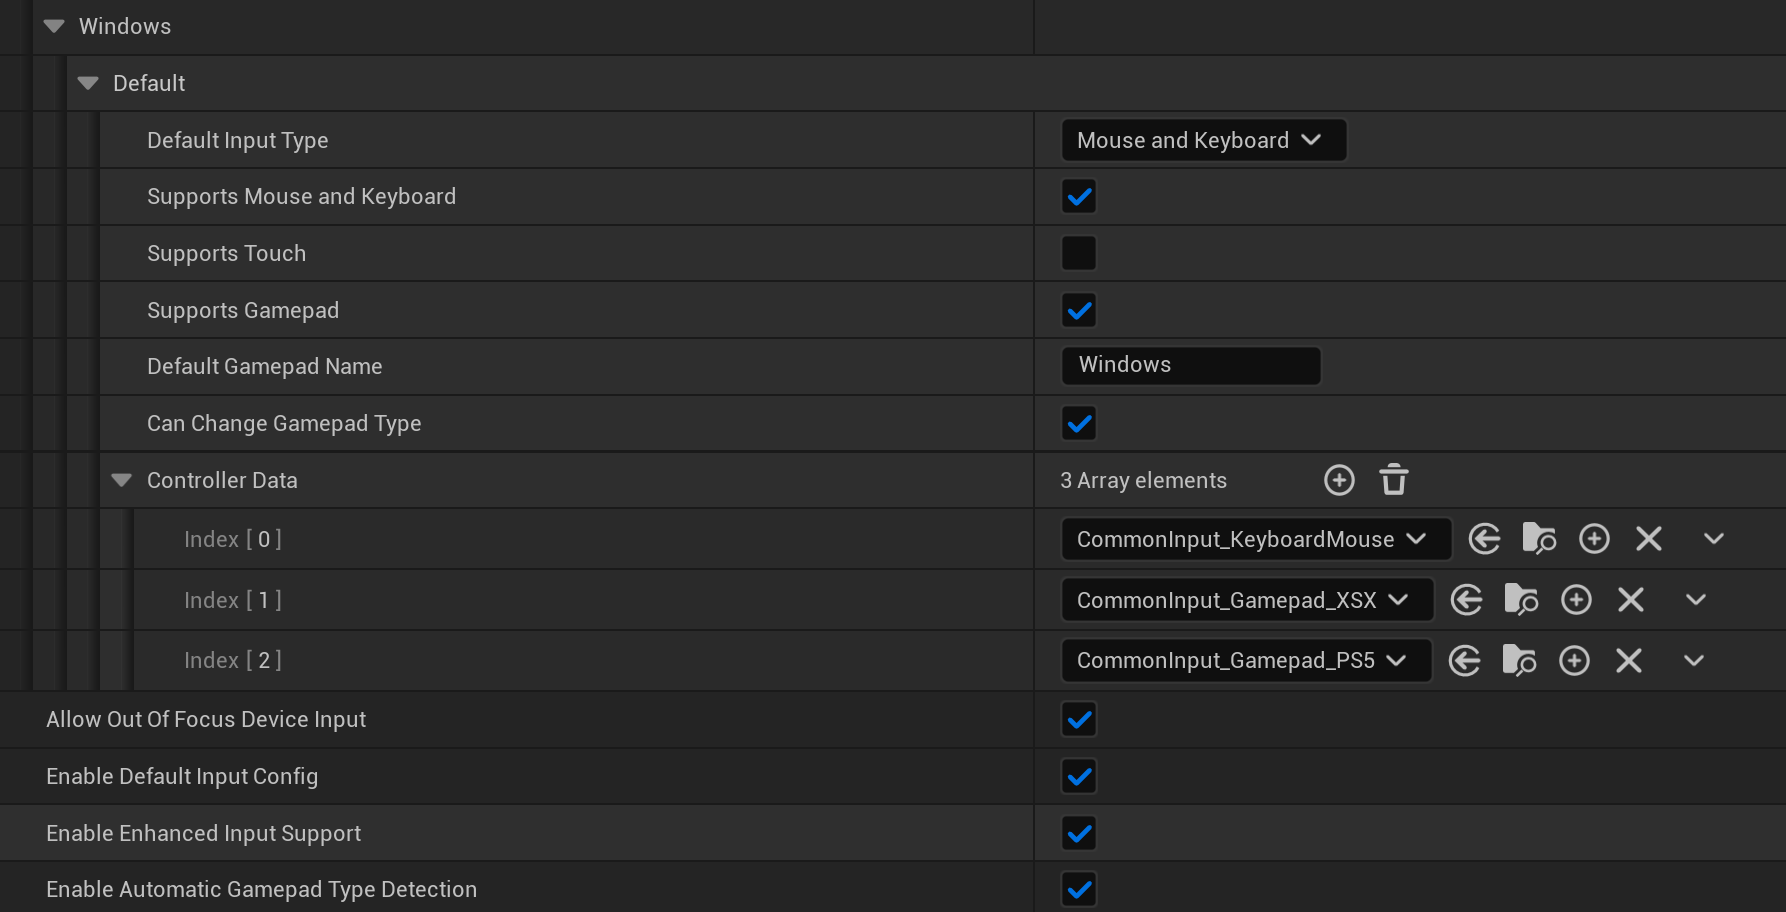 Windows
Default
Default Input Type Mouse and Keyboard
Supports Mouse and Keyboard
Supports Touch
Supports Gamepad
Default Gamepad Name Windows
Can Change Gamepad Type
Controller Data 3 Array elements
Index [ 0 ] CommonInput_KeyboardMouse
Index [ 1 ] CommonInput_Gamepad_XSX
Index [ 2 ] CommonInput_Gamepad_PS5
Allow Out Of Focus Device Input
Enable Default Input Config
Enable Enhanced Input Support
Enable Automatic Gamepad Type Detection